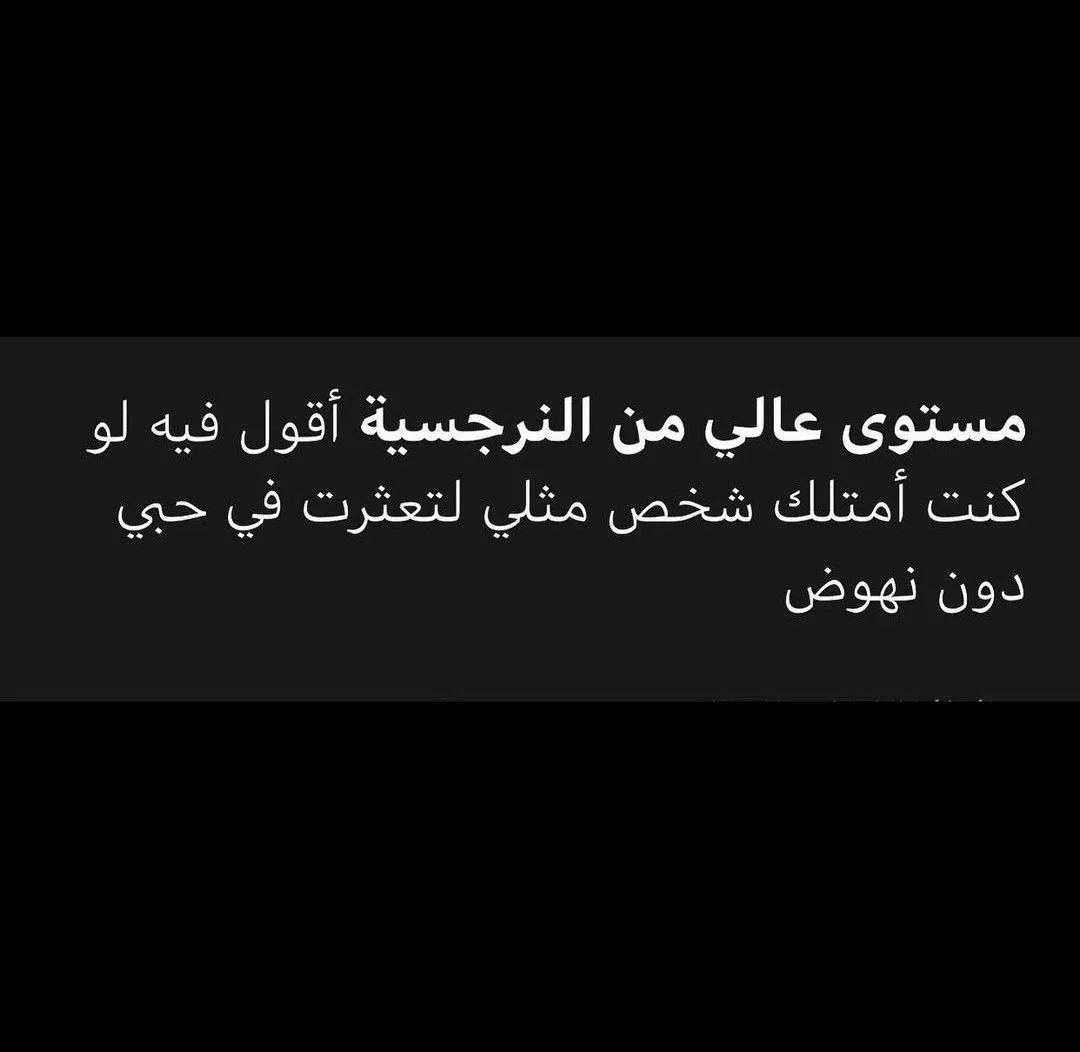 مستوى عالي من النرجسية أقول فيه لو
كنت أمتلك شخص مثلي لتعثرت في حبي
دون نهوض